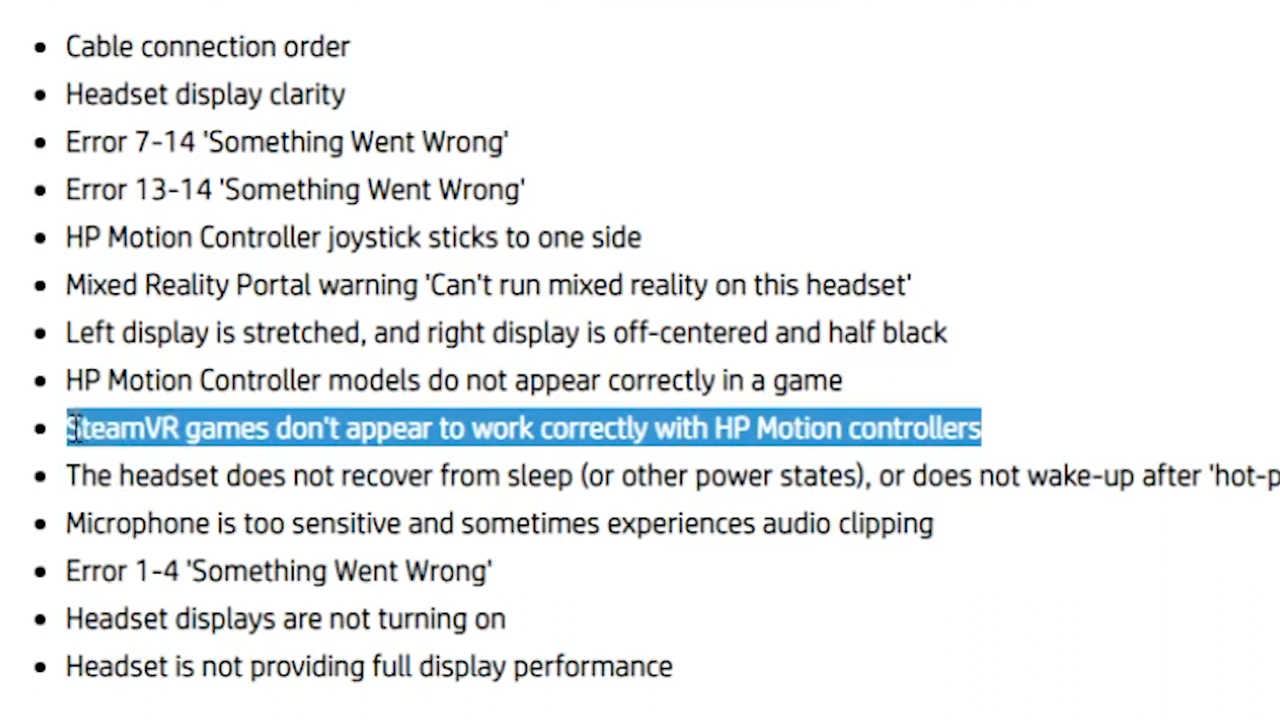 Cable connection order
Headset display clarity
Error 7-14 'Something Went Wrong'
Error 13-14 'Something Went Wrong'
HP Motion Controller joystick sticks to one side
Mixed Reality Portal warning 'Can't run mixed reality on this headset'
Left display is stretched, and right display is off-centered and half black
HP Motion Controller models do not appear correctly in a game
SteamVR games don't appear to work correctly with HP Motion controllers
The headset does not recover from sleep (or other power states), or does not wake-up after 'hot-p
Microphone is too sensitive and sometimes experiences audio clipping
Error 1-4 'Something Went Wrong'
Headset displays are not turning on
Headset is not providing full display performance